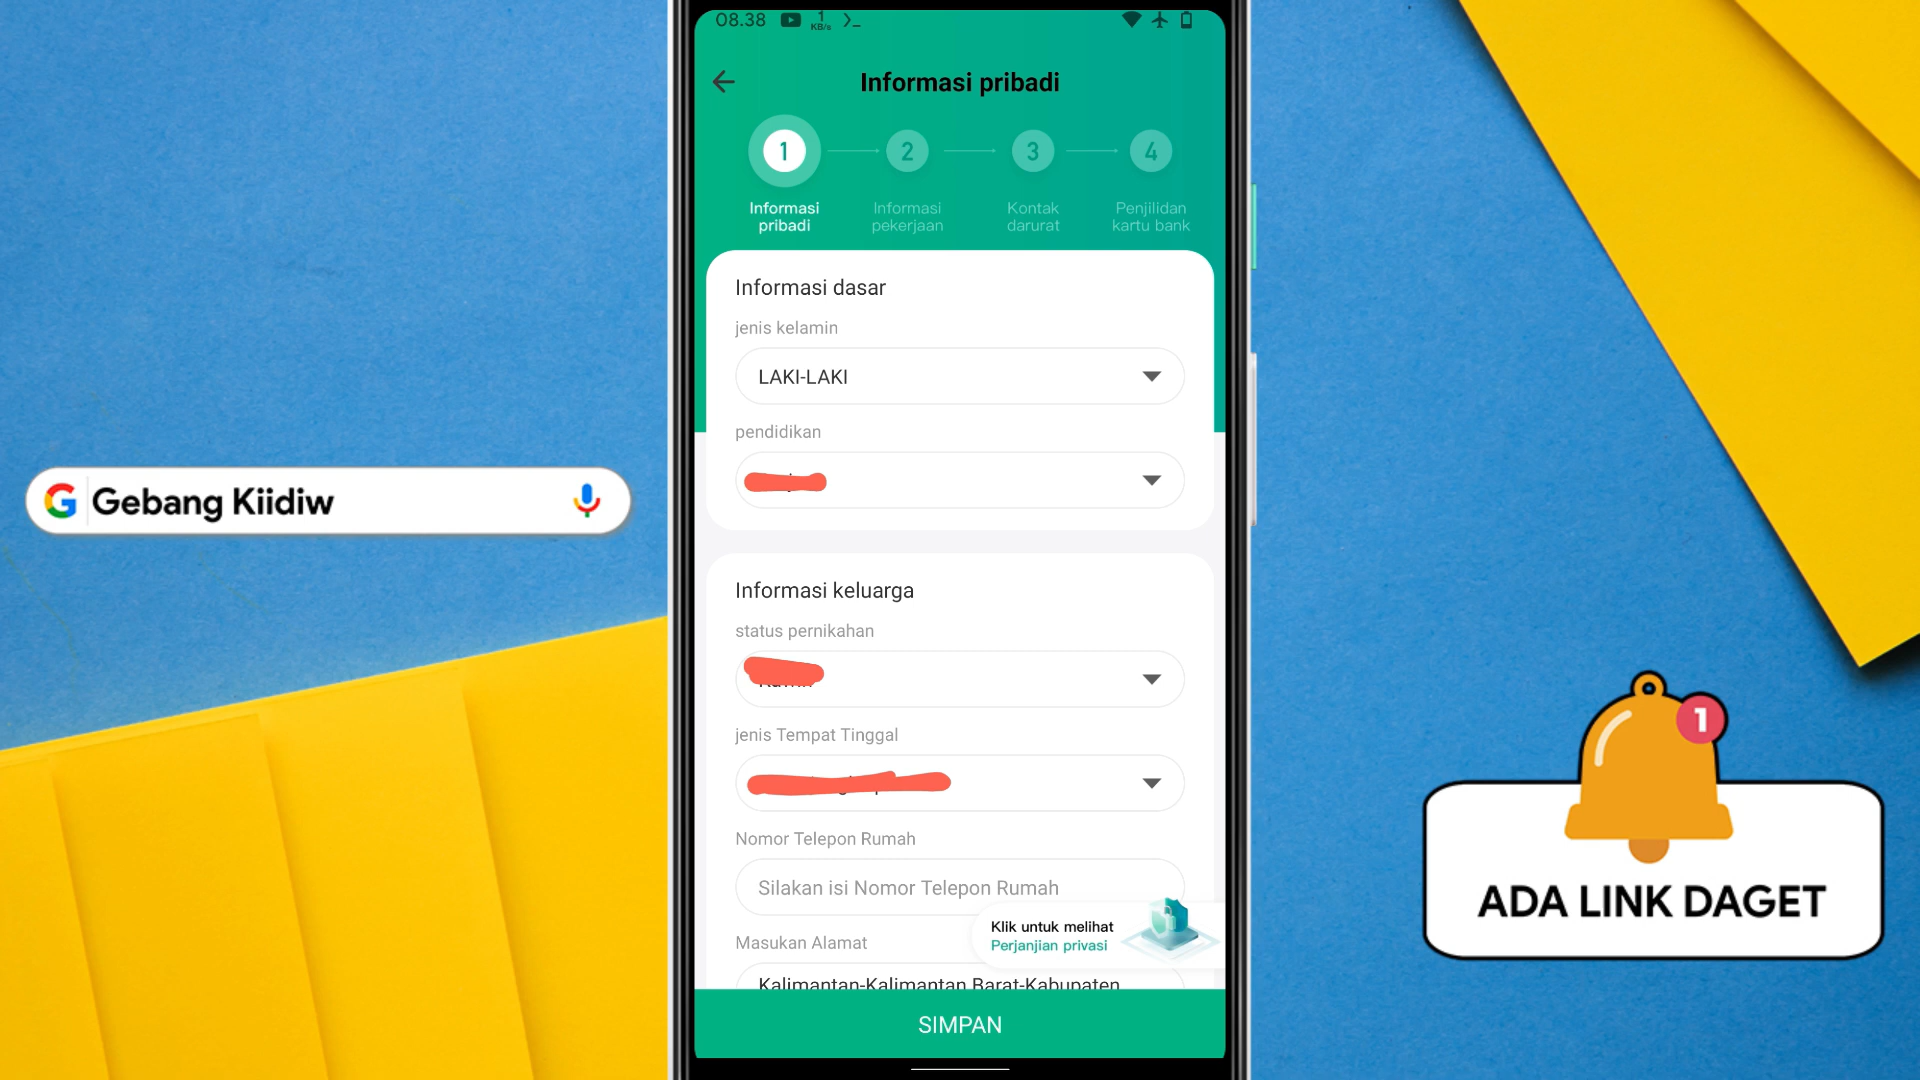 08.38
1
KB/s
Informasi pribadi
1
2
3
4
Informasi
pribadi
Informasi
pekerjaan
Kontak
darurat
Penjilidan
kartu bank
Informasi dasar
jenis kelamin
LAKI-LAKI
pendidikan
G Gebang Kiidiw
Informasi keluarga
status pernikahan
jenis Tempat Tinggal
Nomor Telepon Rumah
Silakan isi Nomor Telepon Rumah
Klik untuk melihat
Perjanjian privasi
Masukan Alamat
Kalimantan-Kalimantan Barat-Kabupaten
SIMPAN
1
ADA LINK DAGET